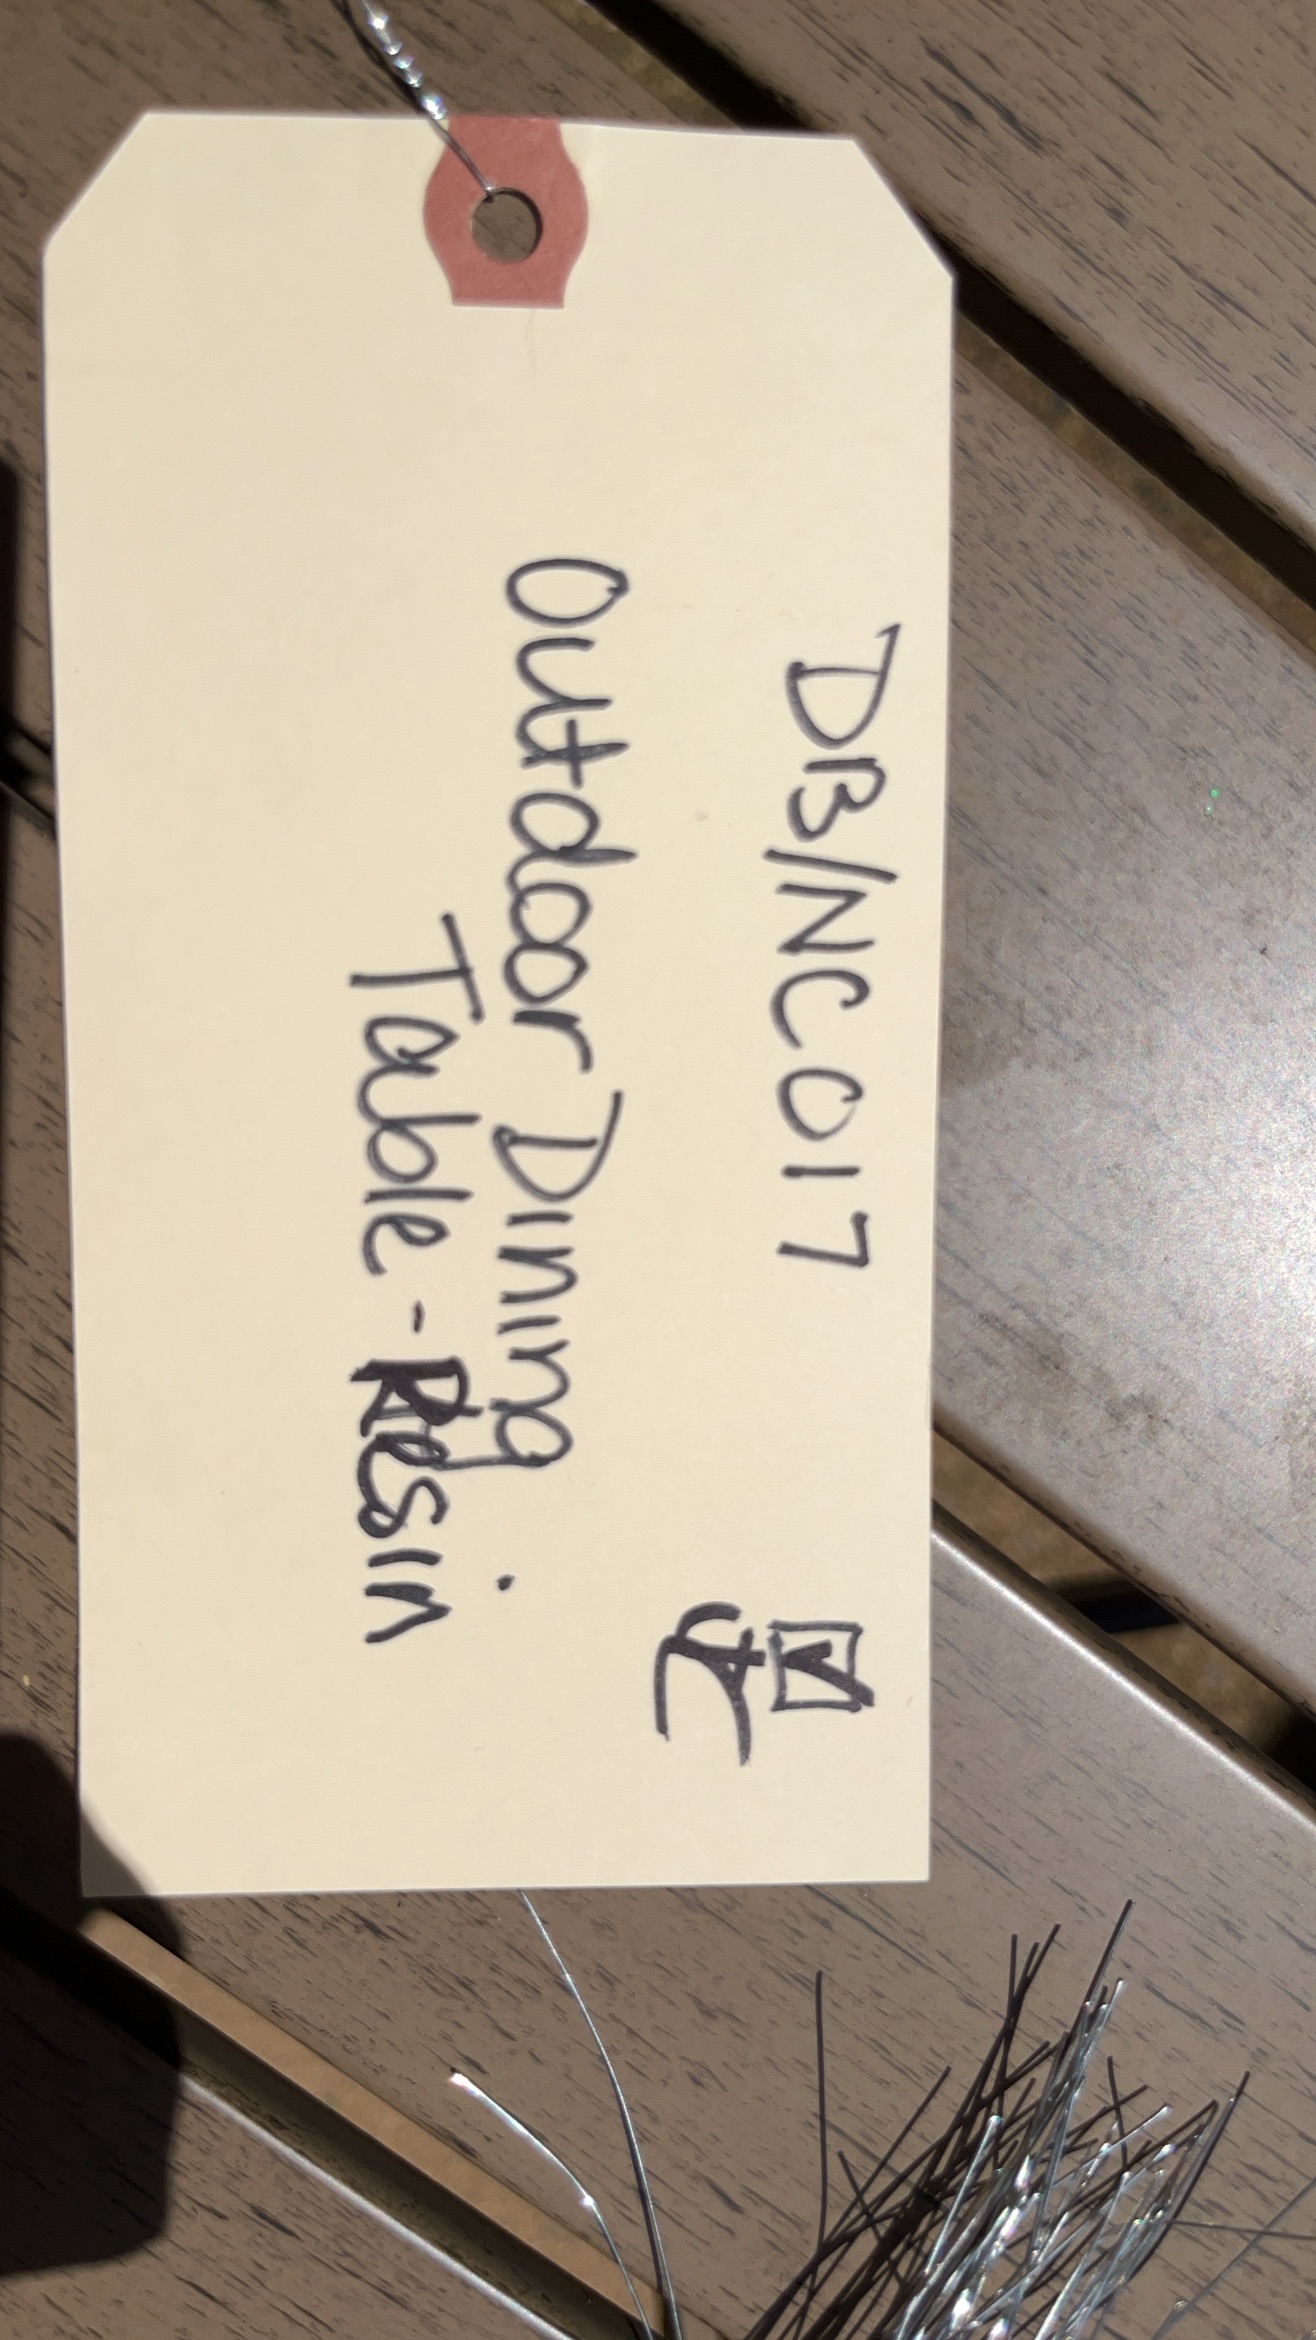 DB/NC017
Outdoor Dining
Table - Resin